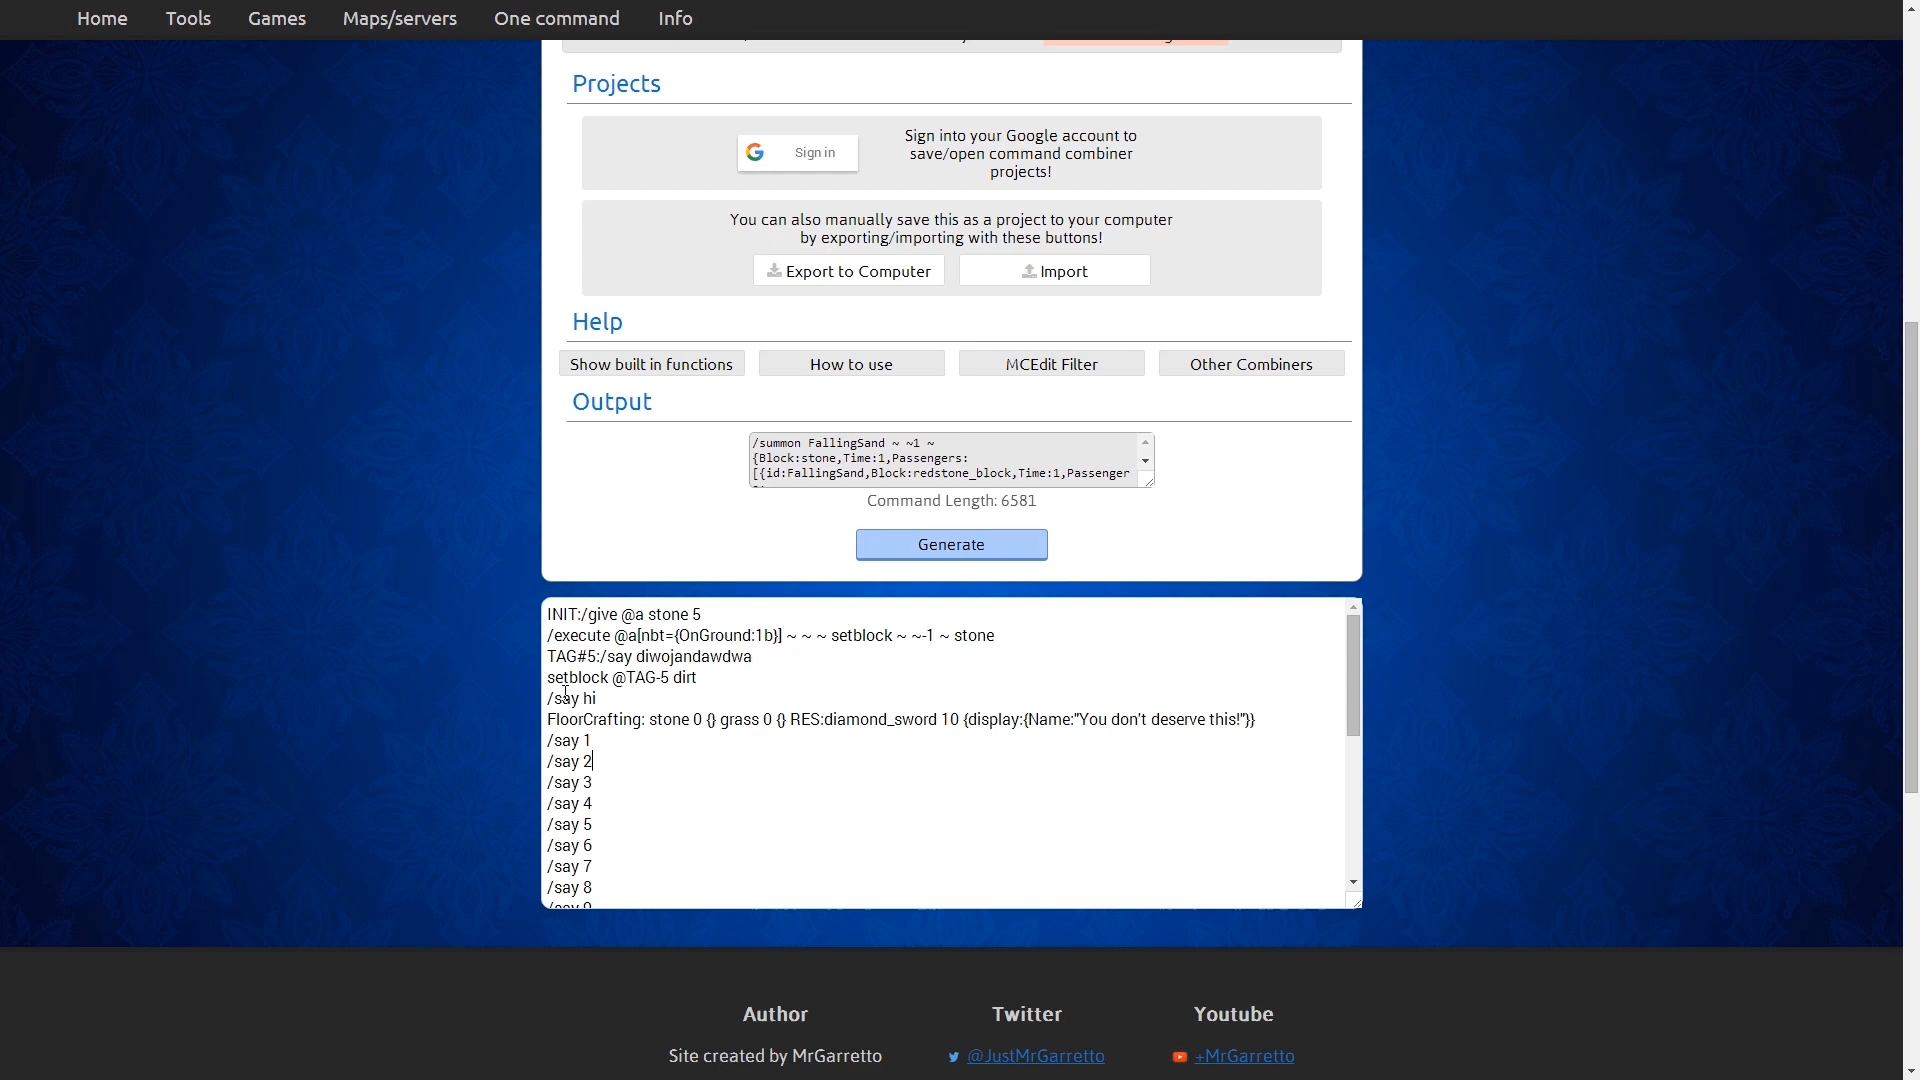 Home Tools Games Maps/servers One command Info
Projects
Sign in
Sign into your Google account to
save/open command combiner
projects!
You can also manually save this as a project to your computer
by exporting/importing with these buttons!
Export to Computer Import
Help
Show built in functions How to use MCEdit Filter Other Combiners
Output
/summon FallingSand ~ ~1 ~
{Block:stone,Time:1,Passengers:
[{id:FallingSand,Block:redstone_block,Time:1,Passenger
Command Length: 6581
Generate
INIT:/give @a stone 5
/execute @a[nbt={OnGround:1b}] ~ ~ ~ setblock ~ ~-1 ~ stone
TAG#5:/say diwojandawdwa
setblock @TAG-5 dirt
/say hi
FloorCrafting: stone 0 {} grass 0 {} RES:diamond_sword 10 {display:{Name:"You don't deserve this!"}}
/say 1
/say 2
/say 3
/say 4
/say 5
/say 6
/say 7
/say 8
/say 9
Author Twitter Youtube
Site created by MrGarretto @JustMrGarretto +MrGarretto